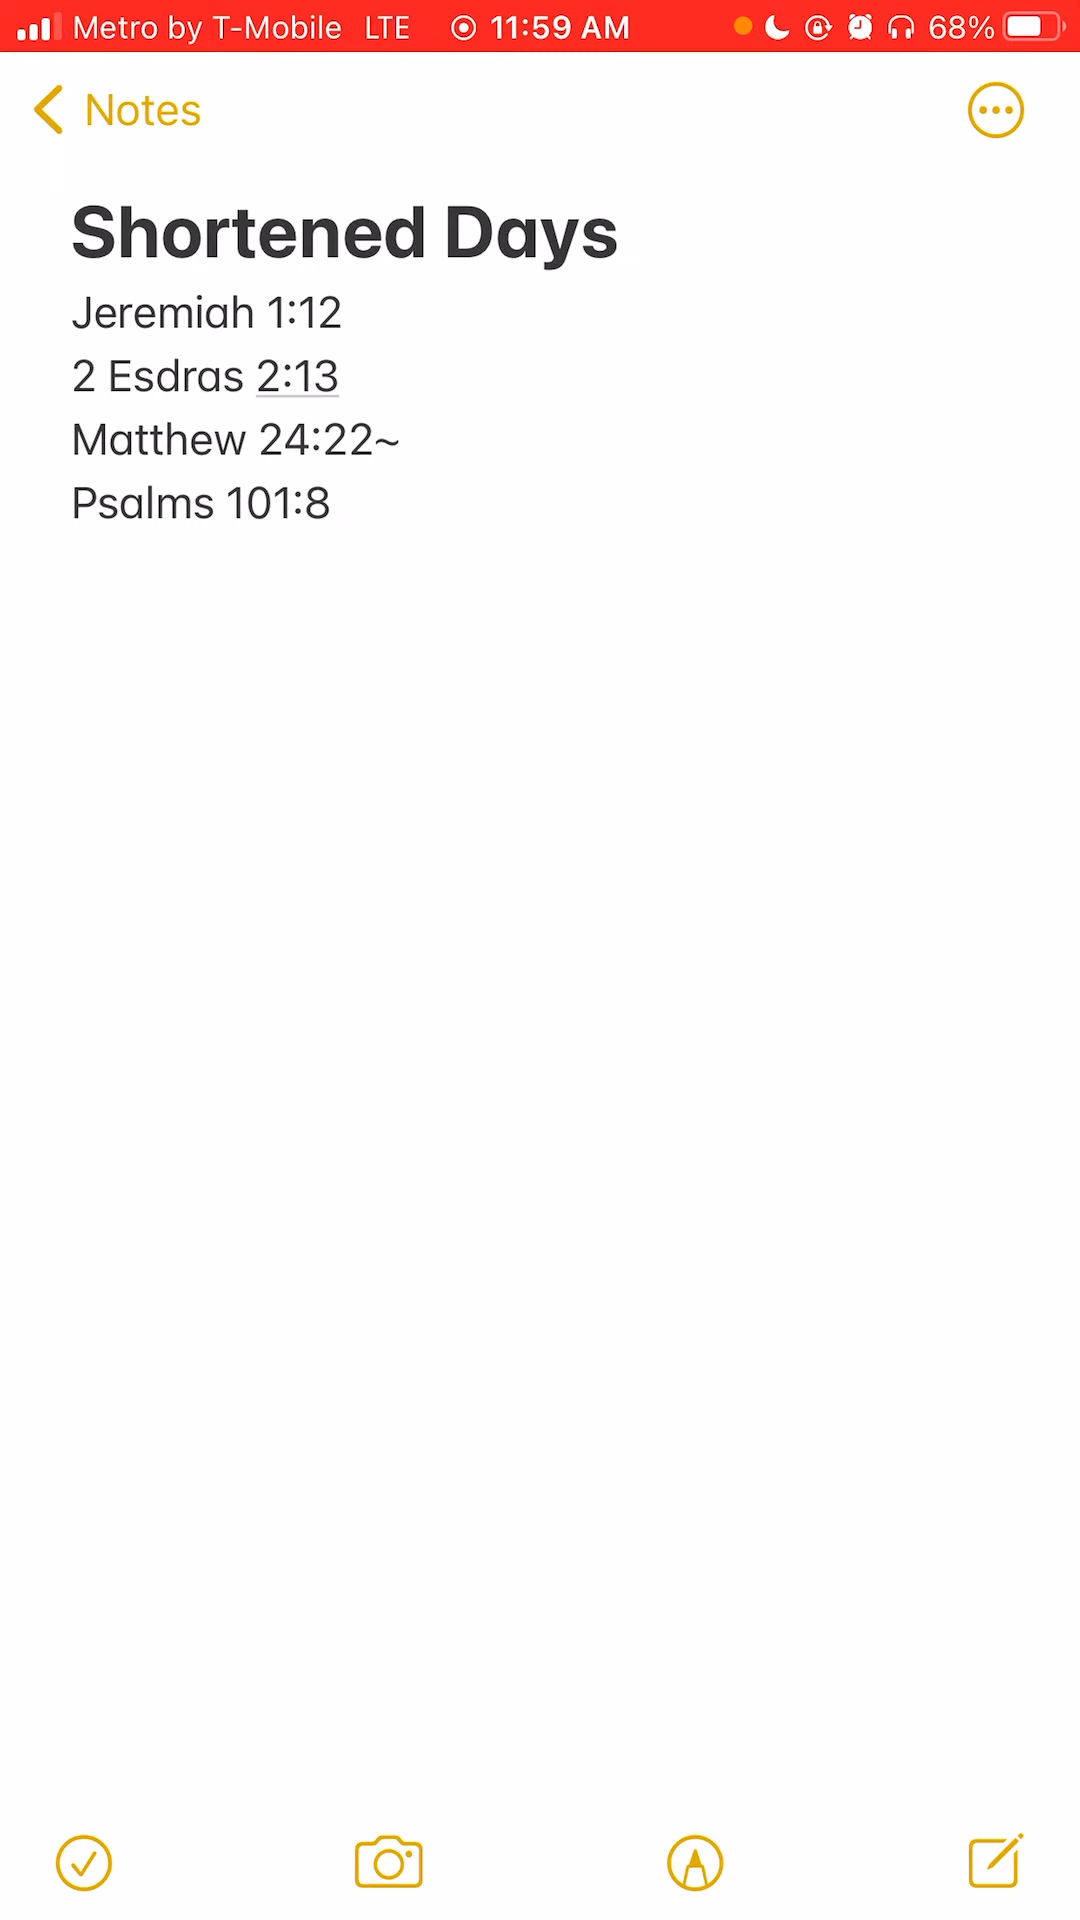 Metro by T-Mobile LTE 11:59 AM 68%
Notes
Shortened Days
Jeremiah 1:12
2 Esdras 2:13
Matthew 24:22~
Psalms 101:8